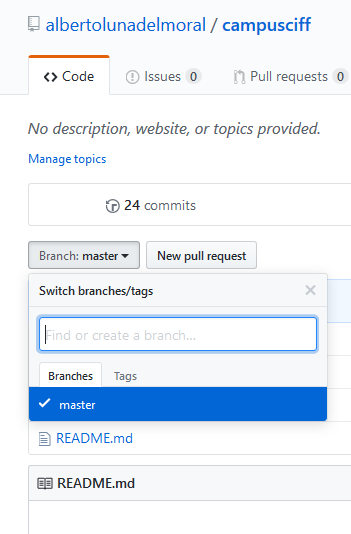 albertolunadelmoral / campusciff
Code Issues 0 Pull requests 0
No description, website, or topics provided.
Manage topics
24 commits
Branch: master New pull request
Switch branches/tags
Find or create a branch...
Branches Tags
master
README.md
README.md